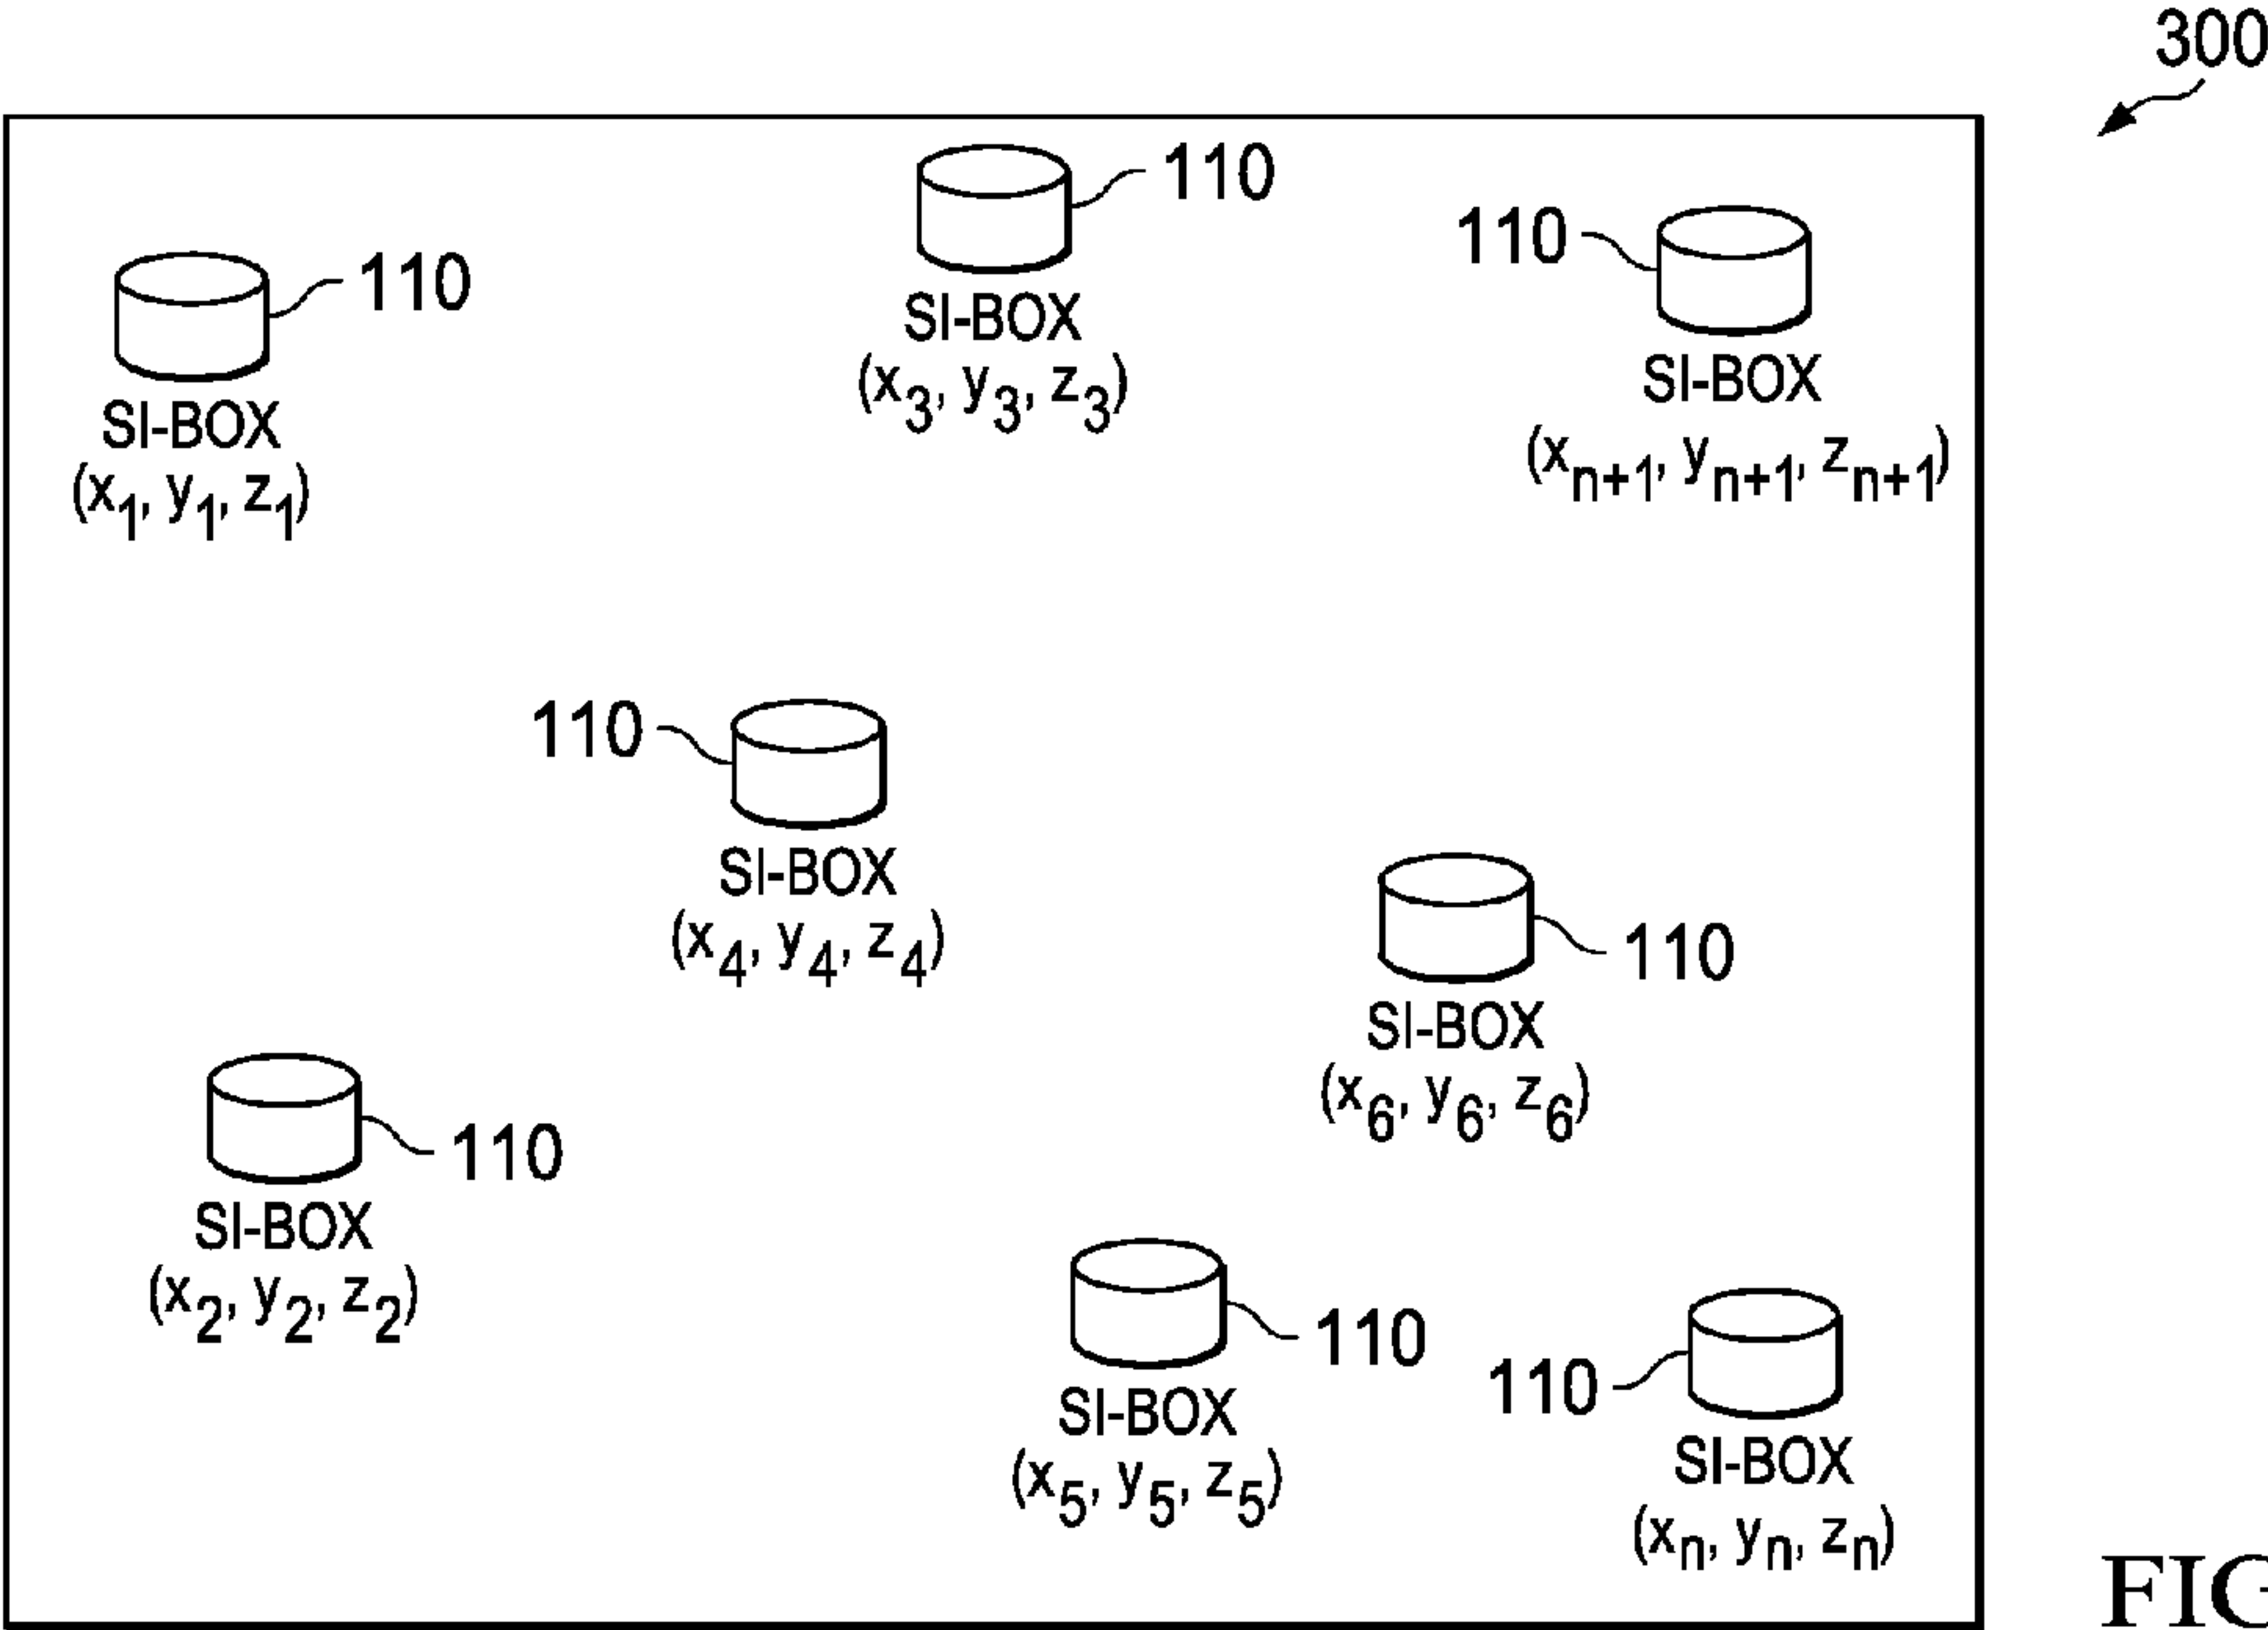 300
110
SI-BOX
(x₃, y₃, z₃)
110
SI-BOX
(xₙ₊₁, yₙ₊₁, zₙ₊₁)
110
SI-BOX
(x₁, y₁, z₁)
110
SI-BOX
(x₄, y₄, z₄)
110
SI-BOX
(x₆, y₆, z₆)
110
SI-BOX
(x₂, y₂, z₂)
110
SI-BOX
(x₅, y₅, z₅)
110
SI-BOX
(xₙ, yₙ, zₙ)
FIG